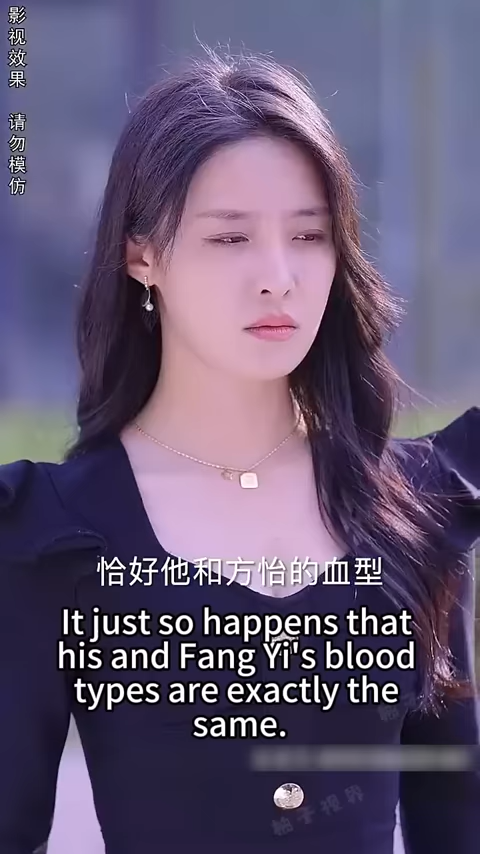 影视效果 请勿模仿
恰好他和方怡的血型
It just so happens that
his and Fang Yi's blood
types are exactly the
same.